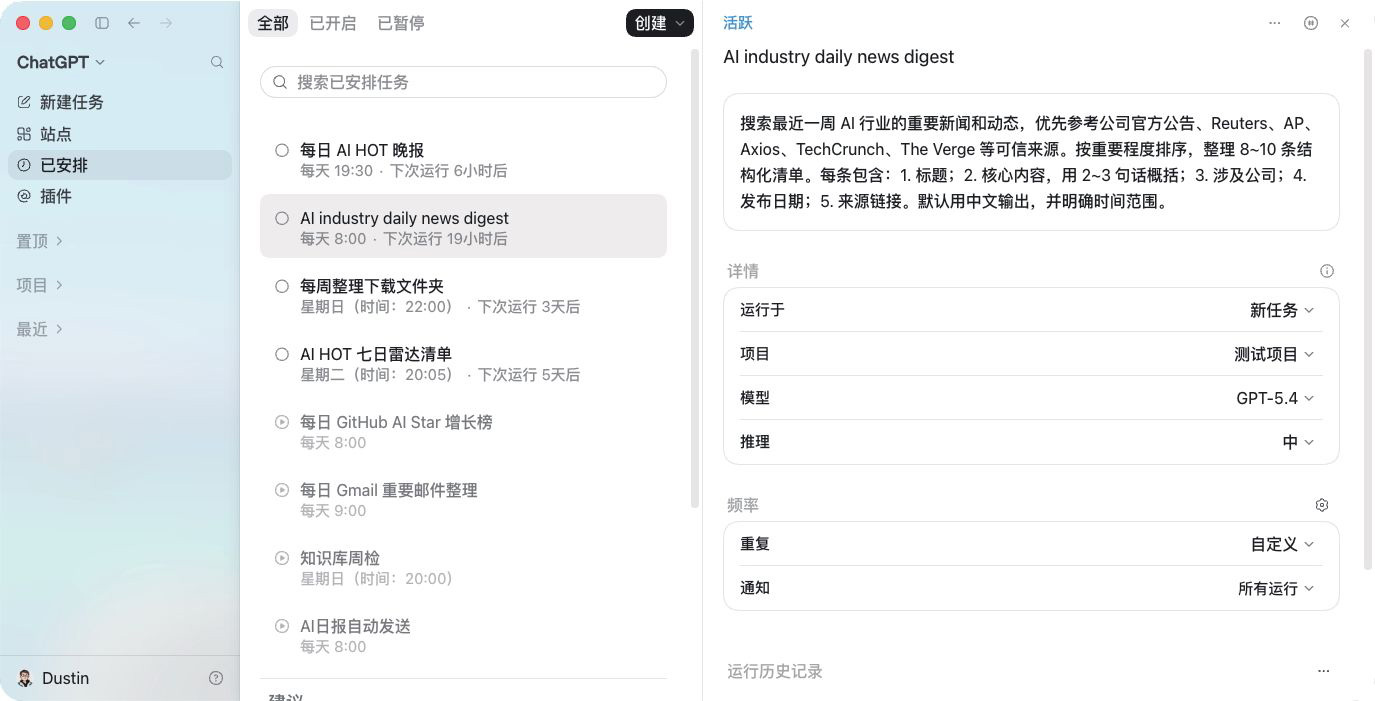 ChatGPT
新建任务
站点
已安排
插件
置顶
项目
最近
Dustin
全部 已开启 已暂停 创建
搜索已安排任务
每日 AI HOT 晚报
每天 19:30 · 下次运行 6小时后
AI industry daily news digest
每天 8:00 · 下次运行 19小时后
每周整理下载文件夹
星期日（时间：22:00） · 下次运行 3天后
AI HOT 七日雷达清单
星期二（时间：20:05） · 下次运行 5天后
每日 GitHub AI Star 增长榜
每天 8:00
每日 Gmail 重要邮件整理
每天 9:00
知识库周检
星期日（时间：20:00）
AI日报自动发送
每天 8:00
建议
活跃
AI industry daily news digest
搜索最近一周 AI 行业的重要新闻和动态，优先参考公司官方公告、Reuters、AP、
Axios、TechCrunch、The Verge 等可信来源。按重要程度排序，整理 8~10 条结
构化清单。每条包含：1. 标题；2. 核心内容，用 2~3 句话概括；3. 涉及公司；4.
发布日期；5. 来源链接。默认用中文输出，并明确时间范围。
详情
运行于 新任务
项目 测试项目
模型 GPT-5.4
推理 中
频率
重复 自定义
通知 所有运行
运行历史记录